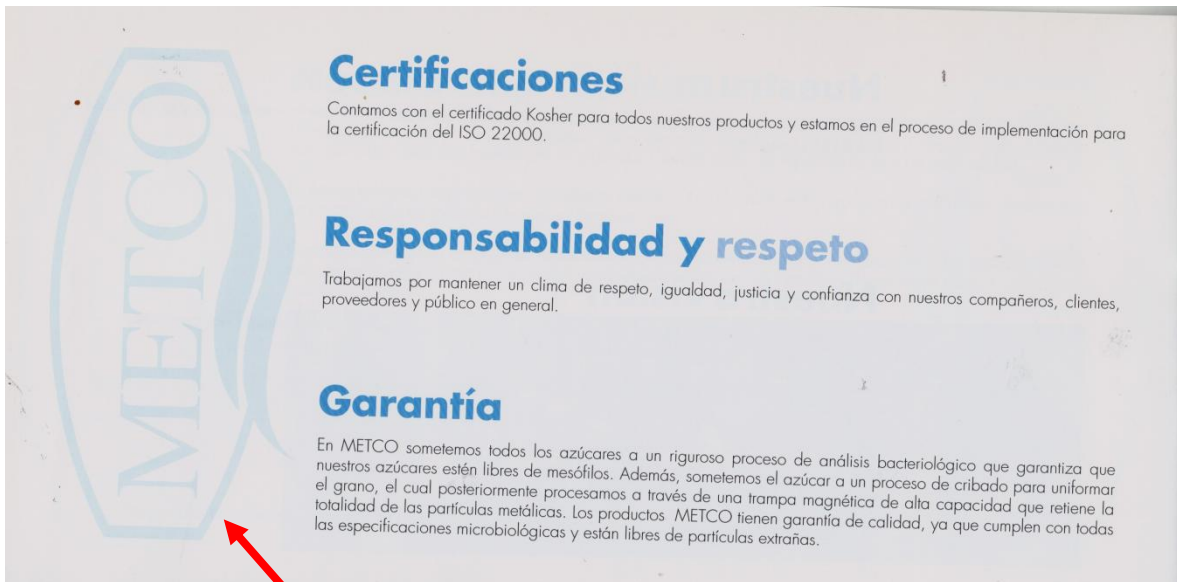 METCO
Certificaciones
Contamos con el certificado Kosher para todos nuestros productos y estamos en el proceso de implementación para
la certificación del ISO 22000.
Responsabilidad y respeto
Trabajamos por mantener un clima de respeto, igualdad, justicia y confianza con nuestros compañeros, clientes,
proveedores y público en general.
Garantía
En METCO sometemos todos los azúcares a un riguroso proceso de análisis bacteriológico que garantiza que
nuestros azúcares estén libres de mesófilos. Además, sometemos el azúcar a un proceso de cribado para uniformar
el grano, el cual posteriormente procesamos a través de una trampa magnética de alta capacidad que retiene la
totalidad de las partículas metálicas. Los productos METCO tienen garantía de calidad, ya que cumplen con todas
las especificaciones microbiológicas y están libres de partículas extrañas.